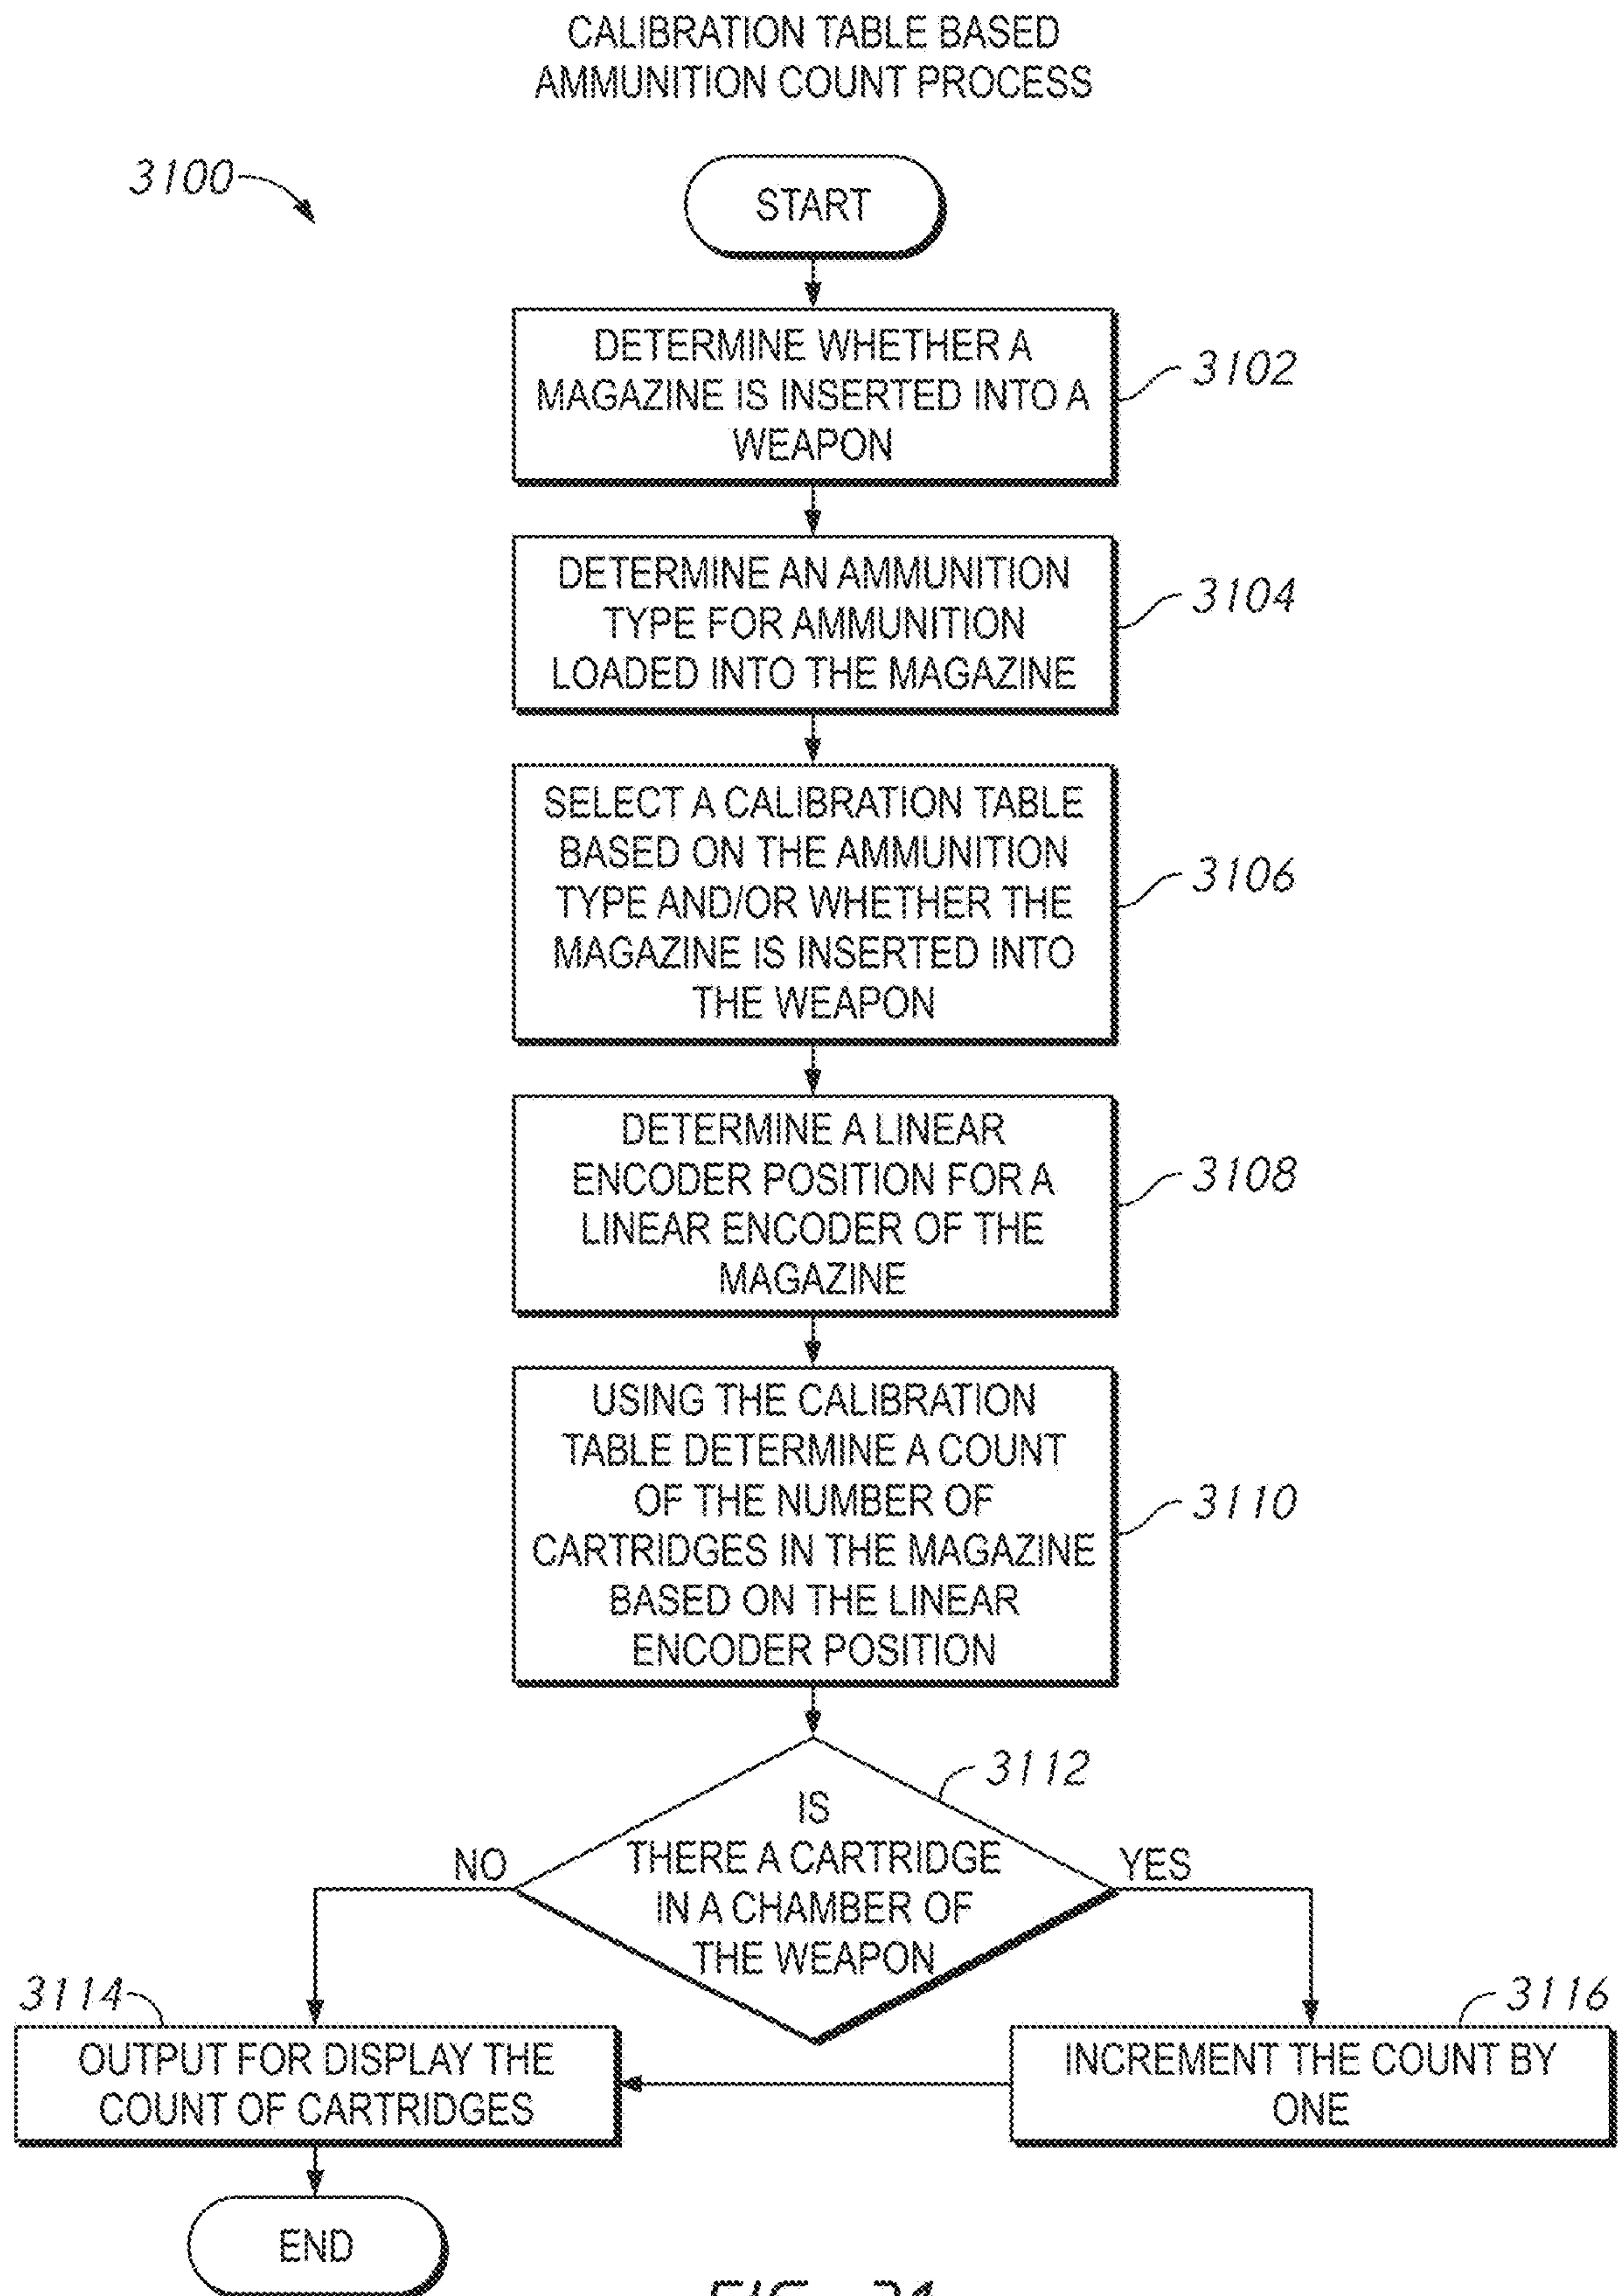 CALIBRATION TABLE BASED
AMMUNITION COUNT PROCESS
3100
START
DETERMINE WHETHER A
MAGAZINE IS INSERTED INTO A
WEAPON
3102
DETERMINE AN AMMUNITION
TYPE FOR AMMUNITION
LOADED INTO THE MAGAZINE
3104
SELECT A CALIBRATION TABLE
BASED ON THE AMMUNITION
TYPE AND/OR WHETHER THE
MAGAZINE IS INSERTED INTO
THE WEAPON
3106
DETERMINE A LINEAR
ENCODER POSITION FOR A
LINEAR ENCODER OF THE
MAGAZINE
3108
USING THE CALIBRATION
TABLE DETERMINE A COUNT
OF THE NUMBER OF
CARTRIDGES IN THE MAGAZINE
BASED ON THE LINEAR
ENCODER POSITION
3110
3112
IS
THERE A CARTRIDGE
IN A CHAMBER OF
THE WEAPON
NO
YES
3114
OUTPUT FOR DISPLAY THE
COUNT OF CARTRIDGES
3116
INCREMENT THE COUNT BY
ONE
END